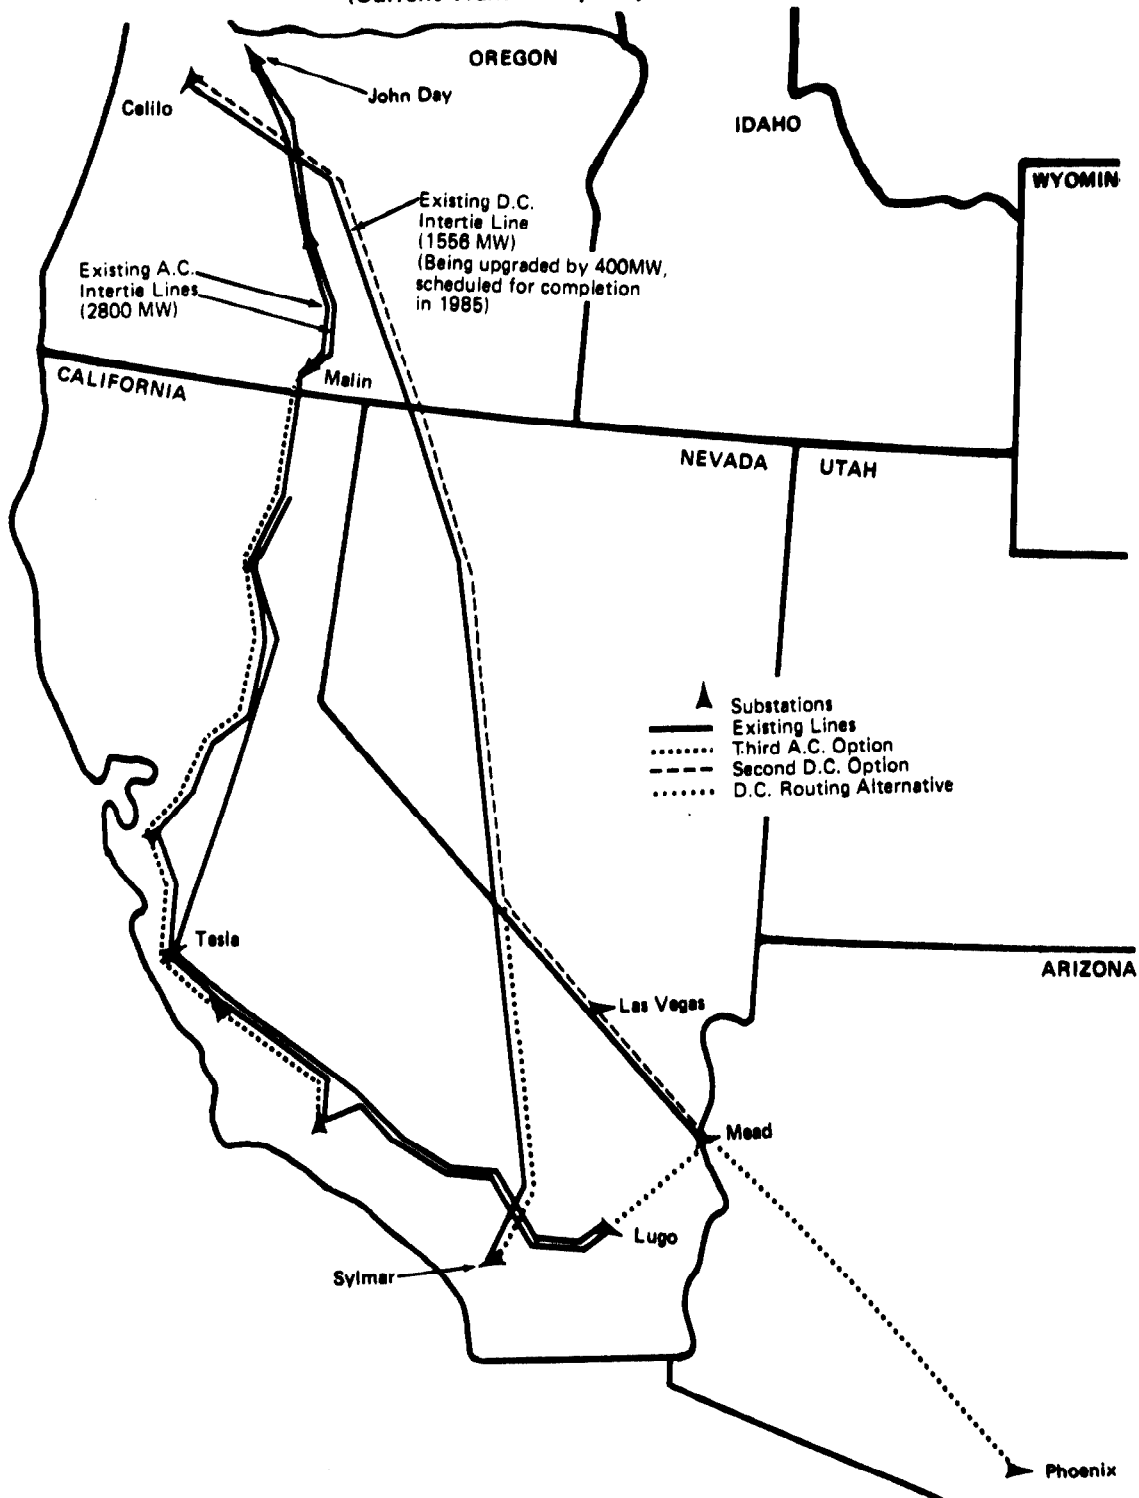 OREGON
John Day
Celilo
IDAHO
WYOMIN
Existing D.C.
Intertie Line
(1556 MW)
(Being upgraded by 400MW,
scheduled for completion
in 1985)
Existing A.C.
Intertie Lines
(2800 MW)
Malin
CALIFORNIA
NEVADA
UTAH
Substations
Existing Lines
Third A.C. Option
Second D.C. Option
D.C. Routing Alternative
Tesla
ARIZONA
Las Vegas
Mead
Lugo
Sylmar
Phoenix